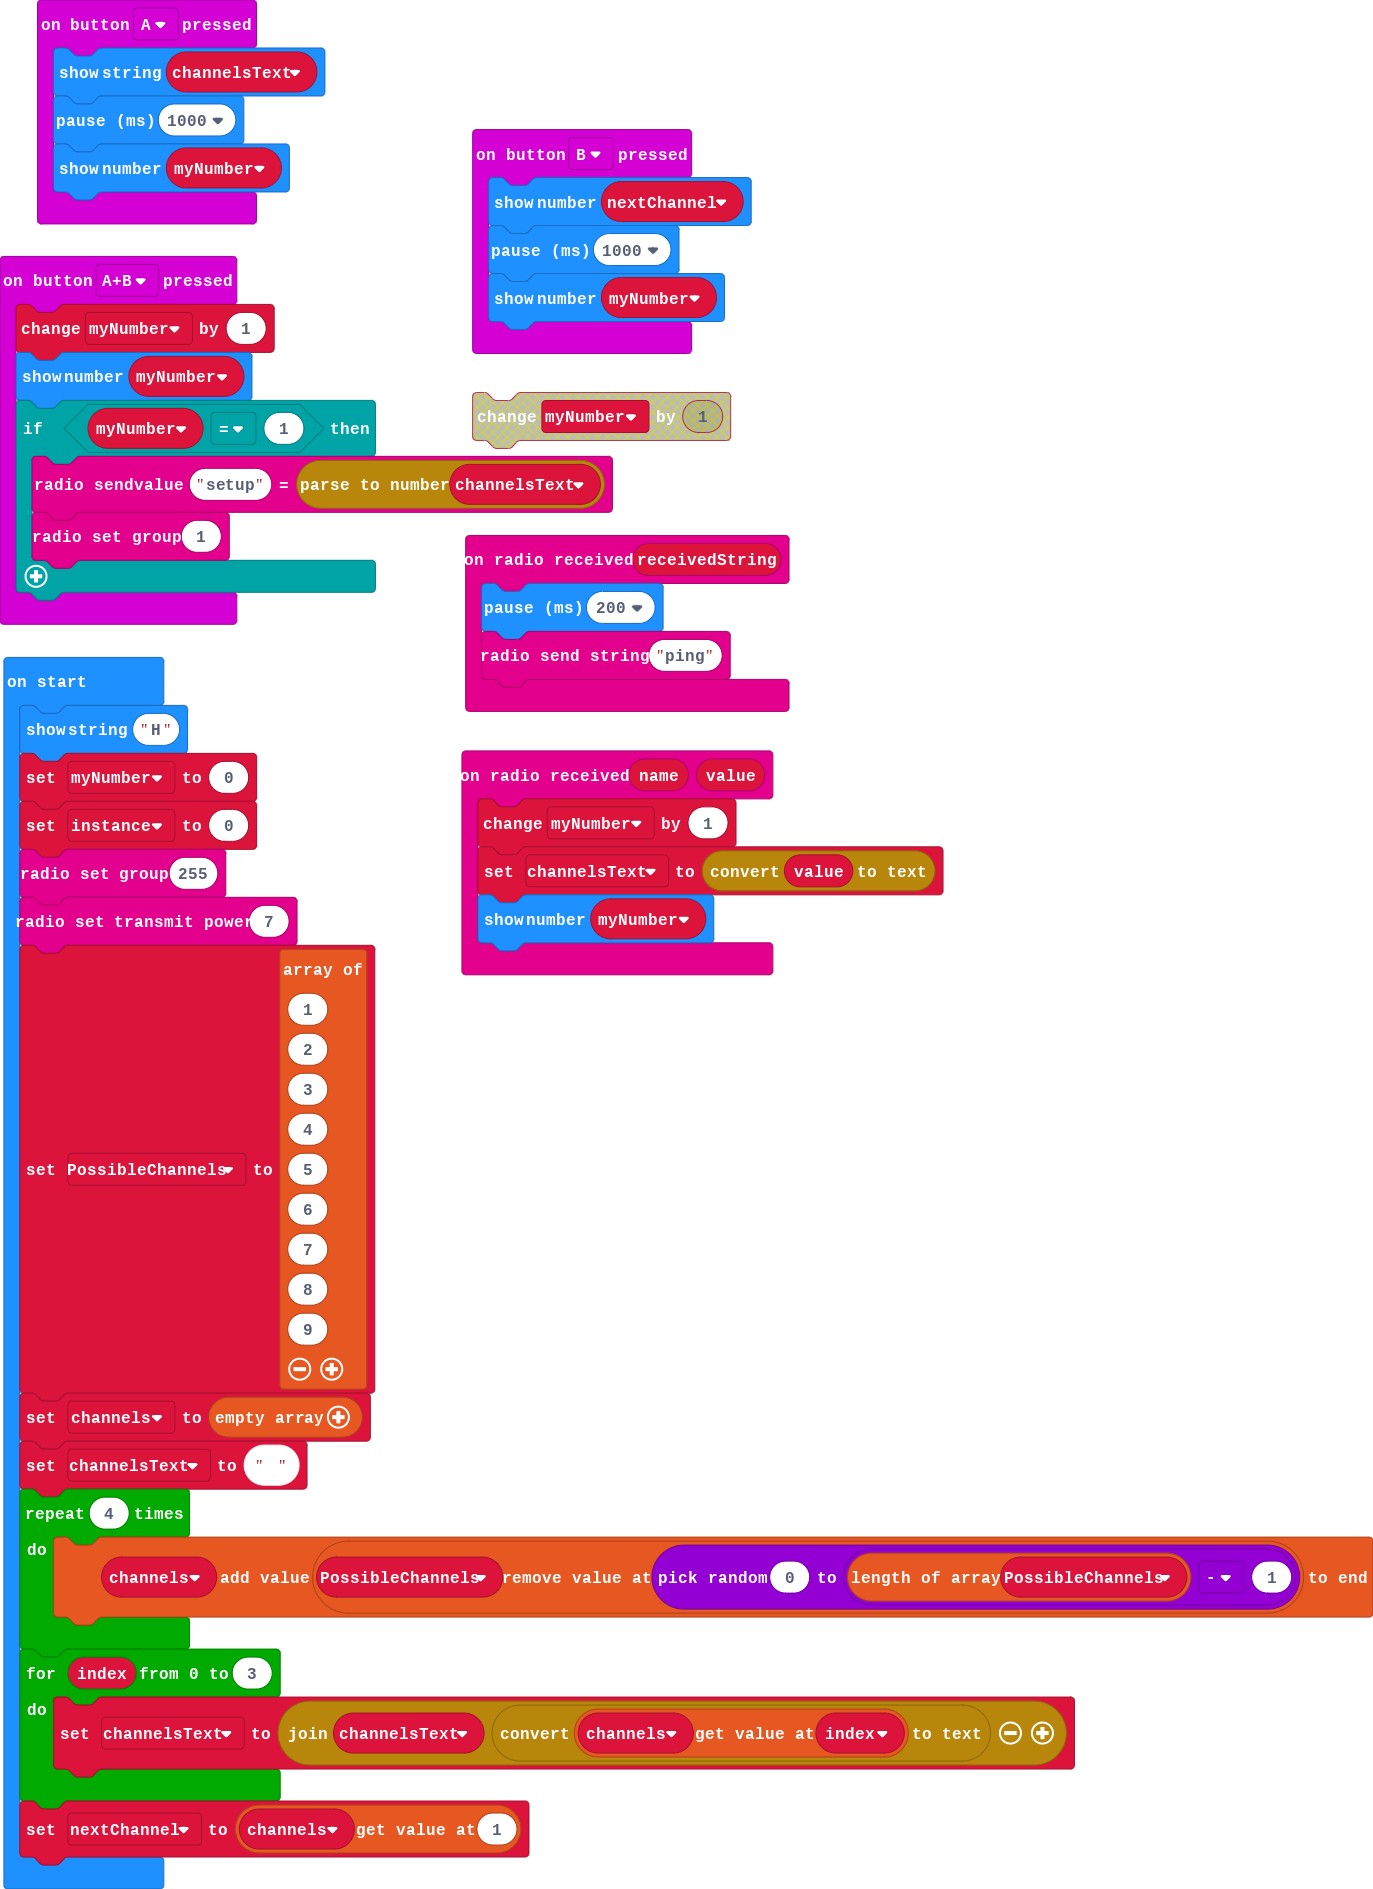 on button A pressed
show string channelsText
pause (ms) 1000
show number myNumber
on button B pressed
show number nextChannel
pause (ms) 1000
show number myNumber
on button A+B pressed
change myNumber by 1
show number myNumber
if myNumber = 1 then
radio sendvalue "setup" = parse to number channelsText
radio set group 1
change myNumber by 1
on radio received receivedString
pause (ms) 200
radio send string "ping"
on start
show string "H"
set myNumber to 0
set instance to 0
radio set group 255
radio set transmit power 7
set PossibleChannels to array of
1
2
3
4
5
6
7
8
9
set channels to empty array
set channelsText to " "
repeat 4 times
do
channels add value PossibleChannels remove value at pick random 0 to length of array PossibleChannels - 1 to end
for index from 0 to 3
do
set channelsText to join channelsText convert channels get value at index to text
set nextChannel to channels get value at 1
on radio received name value
change myNumber by 1
set channelsText to convert value to text
show number myNumber